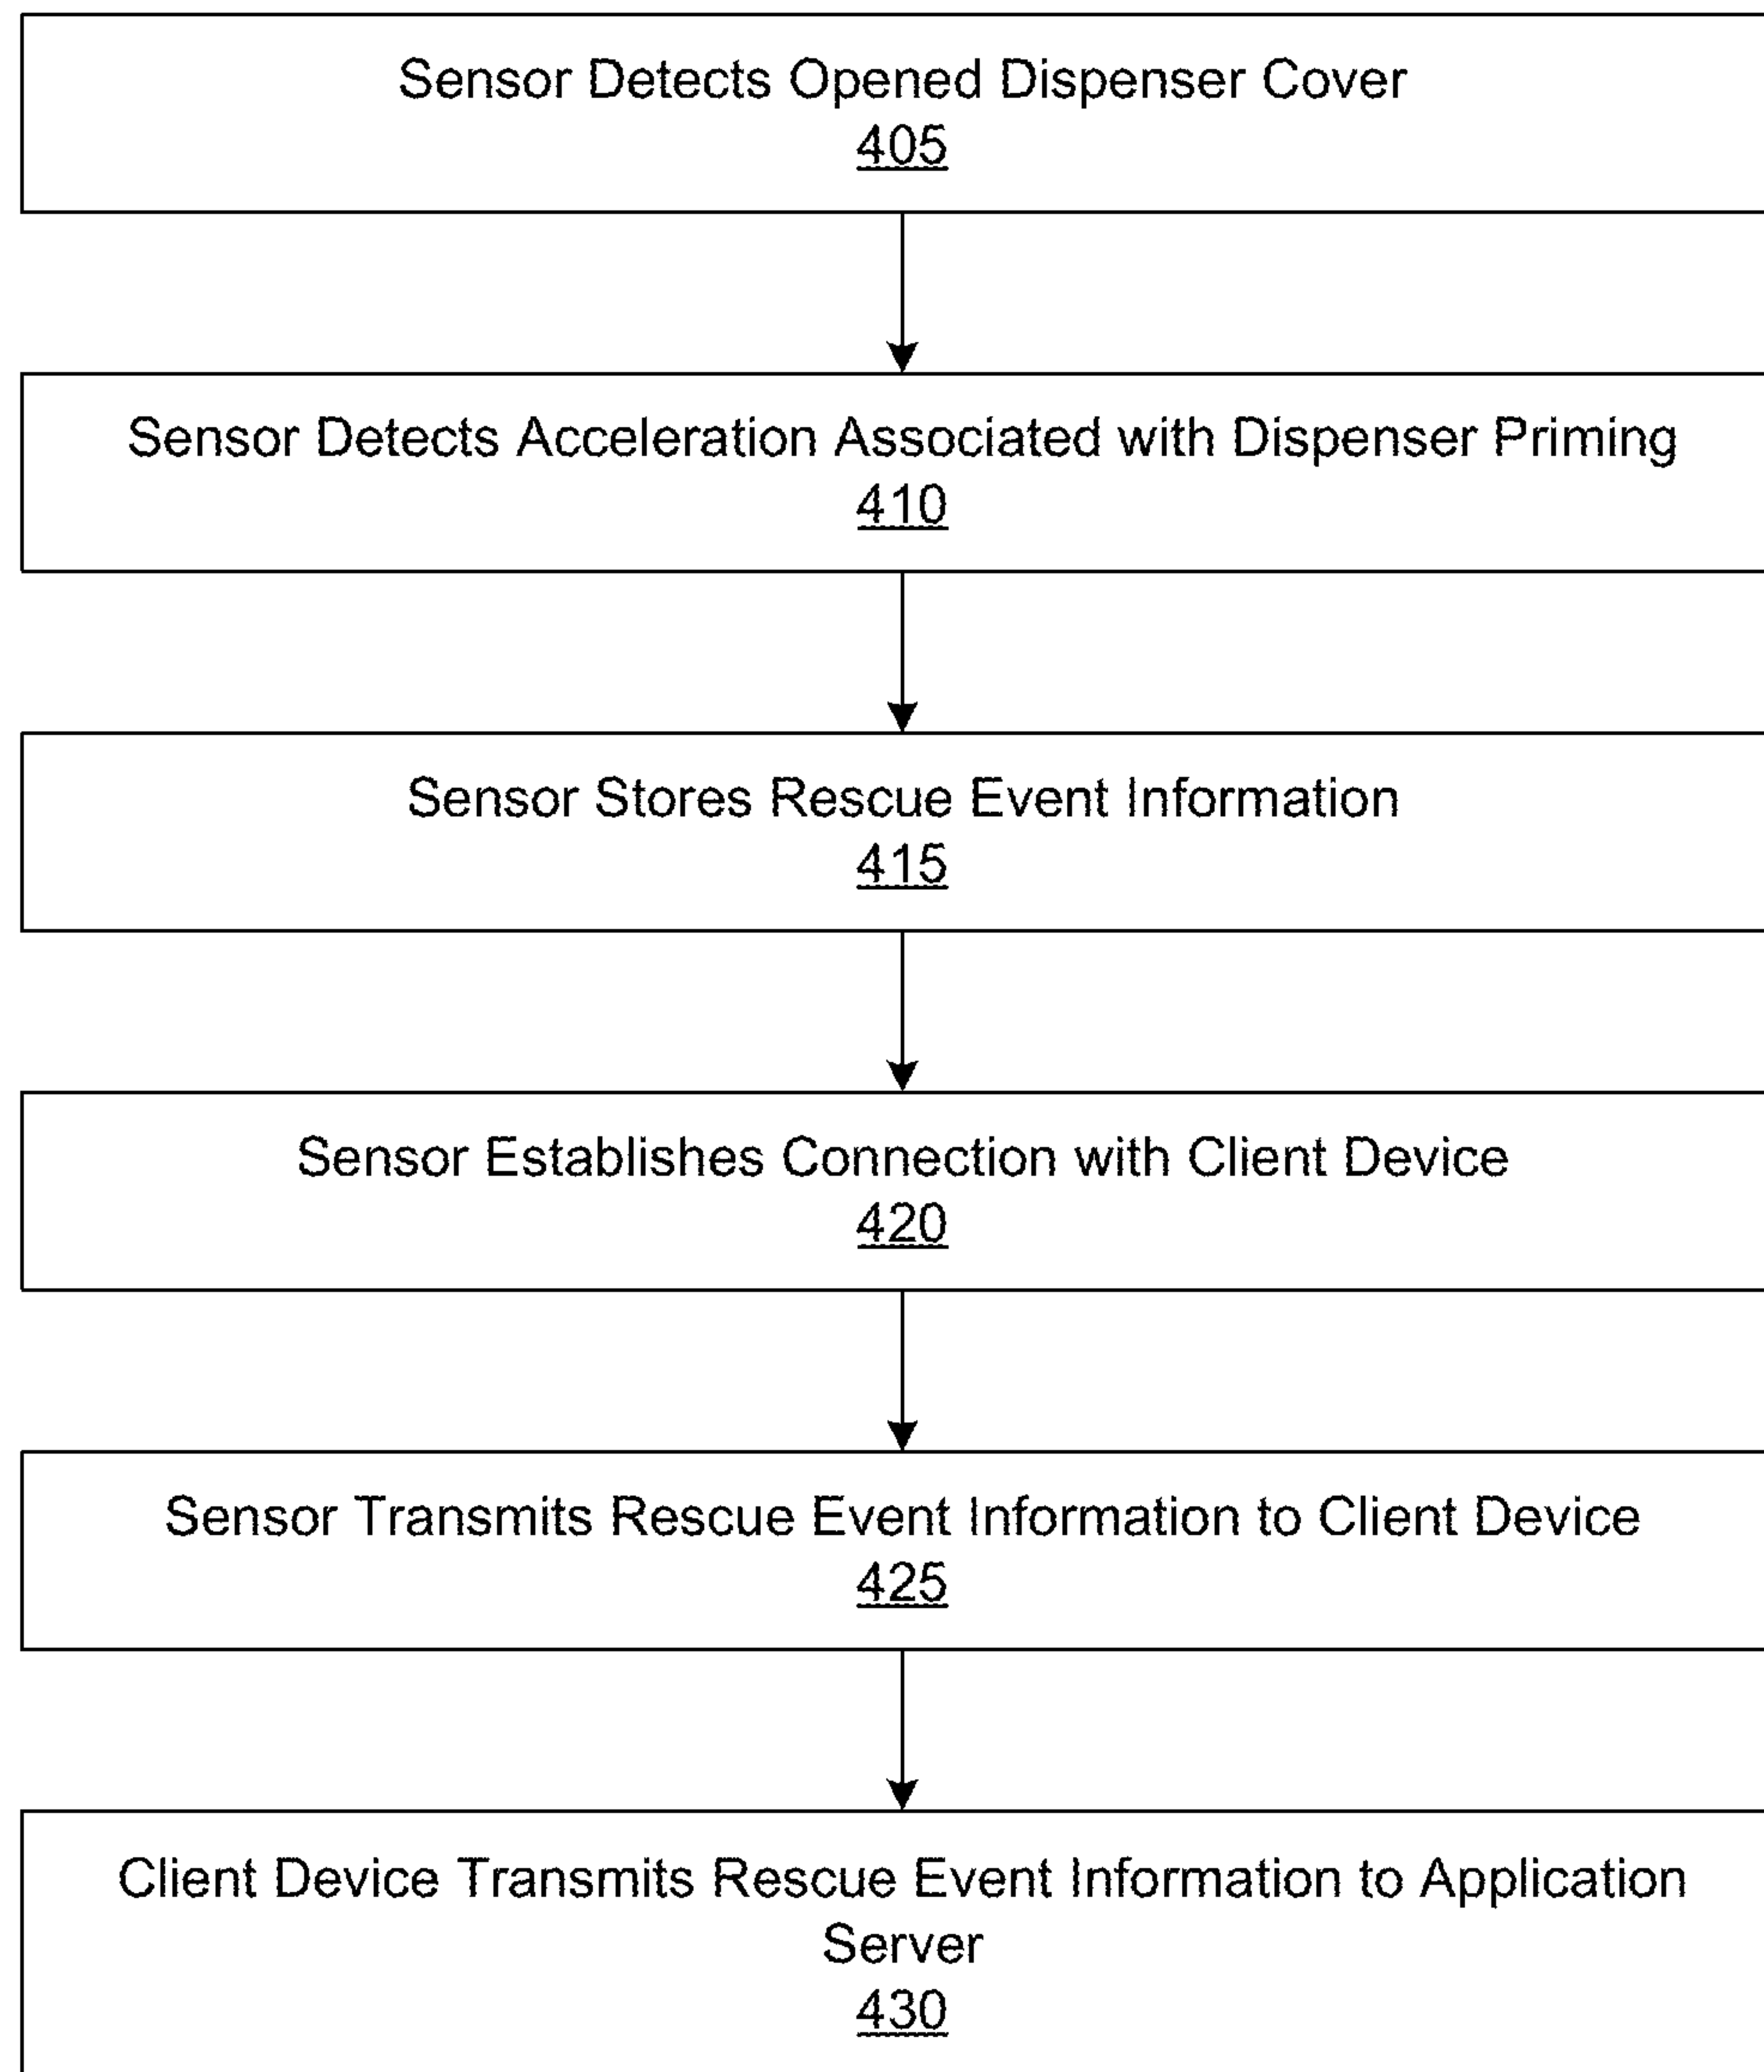 Sensor Detects Opened Dispenser Cover
405
Sensor Detects Acceleration Associated with Dispenser Priming
410
Sensor Stores Rescue Event Information
415
Sensor Establishes Connection with Client Device
420
Sensor Transmits Rescue Event Information to Client Device
425
Client Device Transmits Rescue Event Information to Application
Server
430